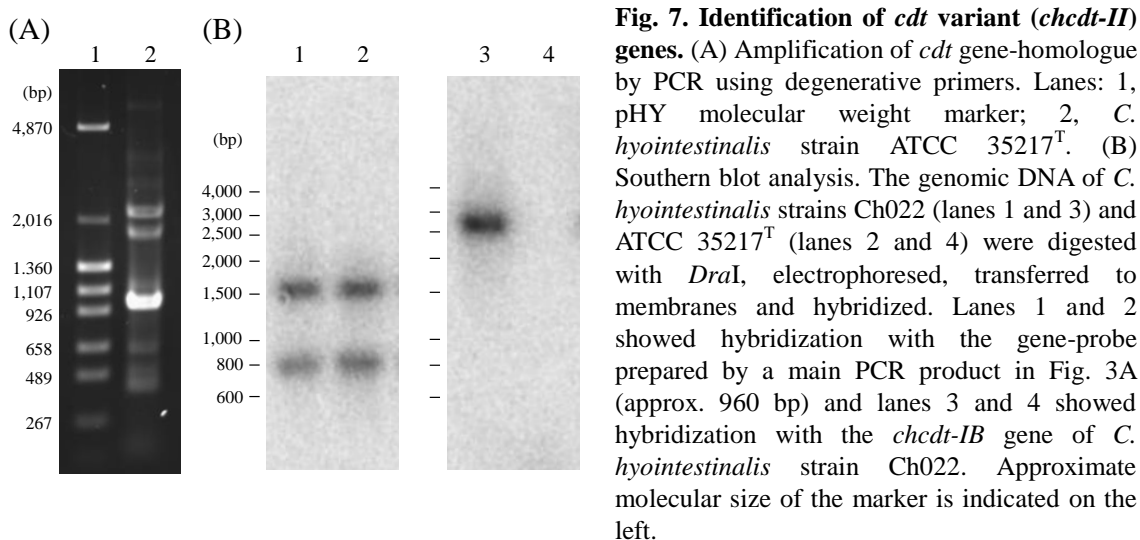 (A)
1 2
(bp)
4,870
2,016
1.360
1,107
926
658
489
267
(B)
1 2
(bp)
4,000
3,000
2,500
2,000
1,500
1,000
800
600
3 4
Fig. 7. Identification of cdt variant (chcdt-II)
genes. (A) Amplification of cdt gene-homologue
by PCR using degenerative primers. Lanes: 1,
pHY molecular weight marker; 2, C.
hyointestinalis strain ATCC 35217T. (B)
Southern blot analysis. The genomic DNA of C.
hyointestinalis strains Ch022 (lanes 1 and 3) and
ATCC 35217T (lanes 2 and 4) were digested
with DraI, electrophoresed, transferred to
membranes and hybridized. Lanes 1 and 2
showed hybridization with the gene-probe
prepared by a main PCR product in Fig. 3A
(approx. 960 bp) and lanes 3 and 4 showed
hybridization with the chcdt-IB gene of C.
hyointestinalis strain Ch022. Approximate
molecular size of the marker is indicated on the
left.